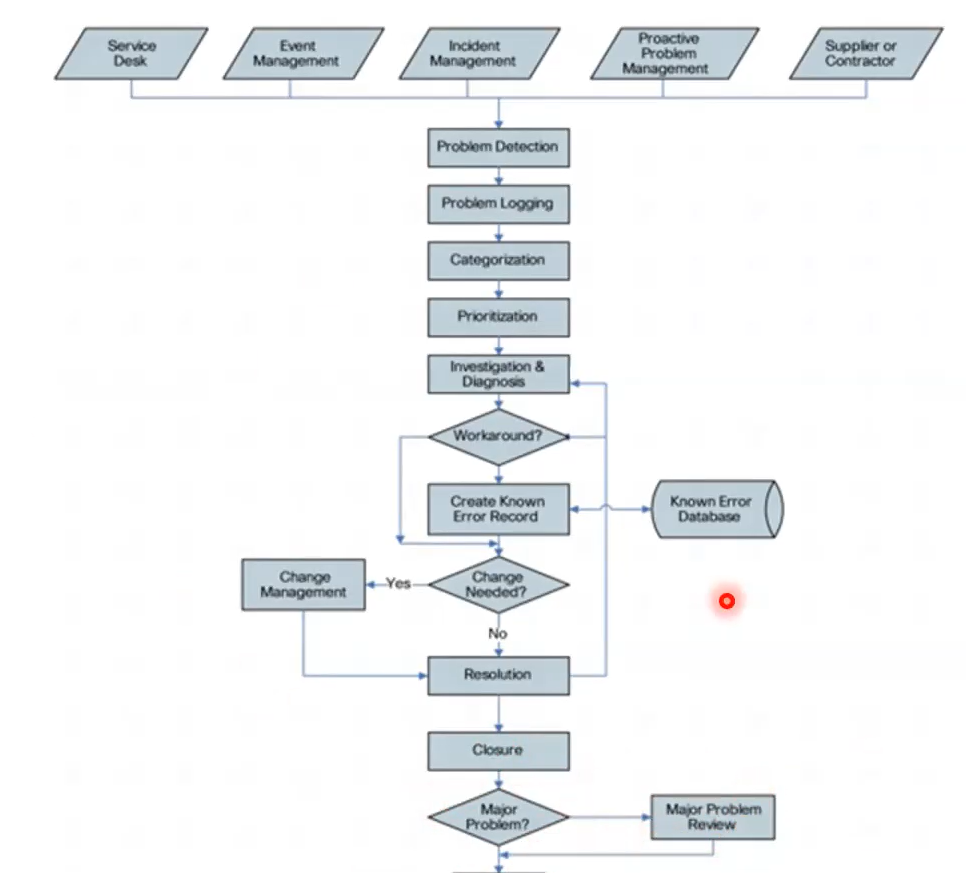 Service
Desk
Event
Management
Incident
Management
Proactive
Problem
Management
Supplier or
Contractor
Problem Detection
Problem Logging
Categorization
Prioritization
Investigation &
Diagnosis
Workaround?
Create Known
Error Record
Known Error
Database
Change
Management
Yes
Change
Needed?
No
Resolution
Closure
Major
Problem?
Major Problem
Review